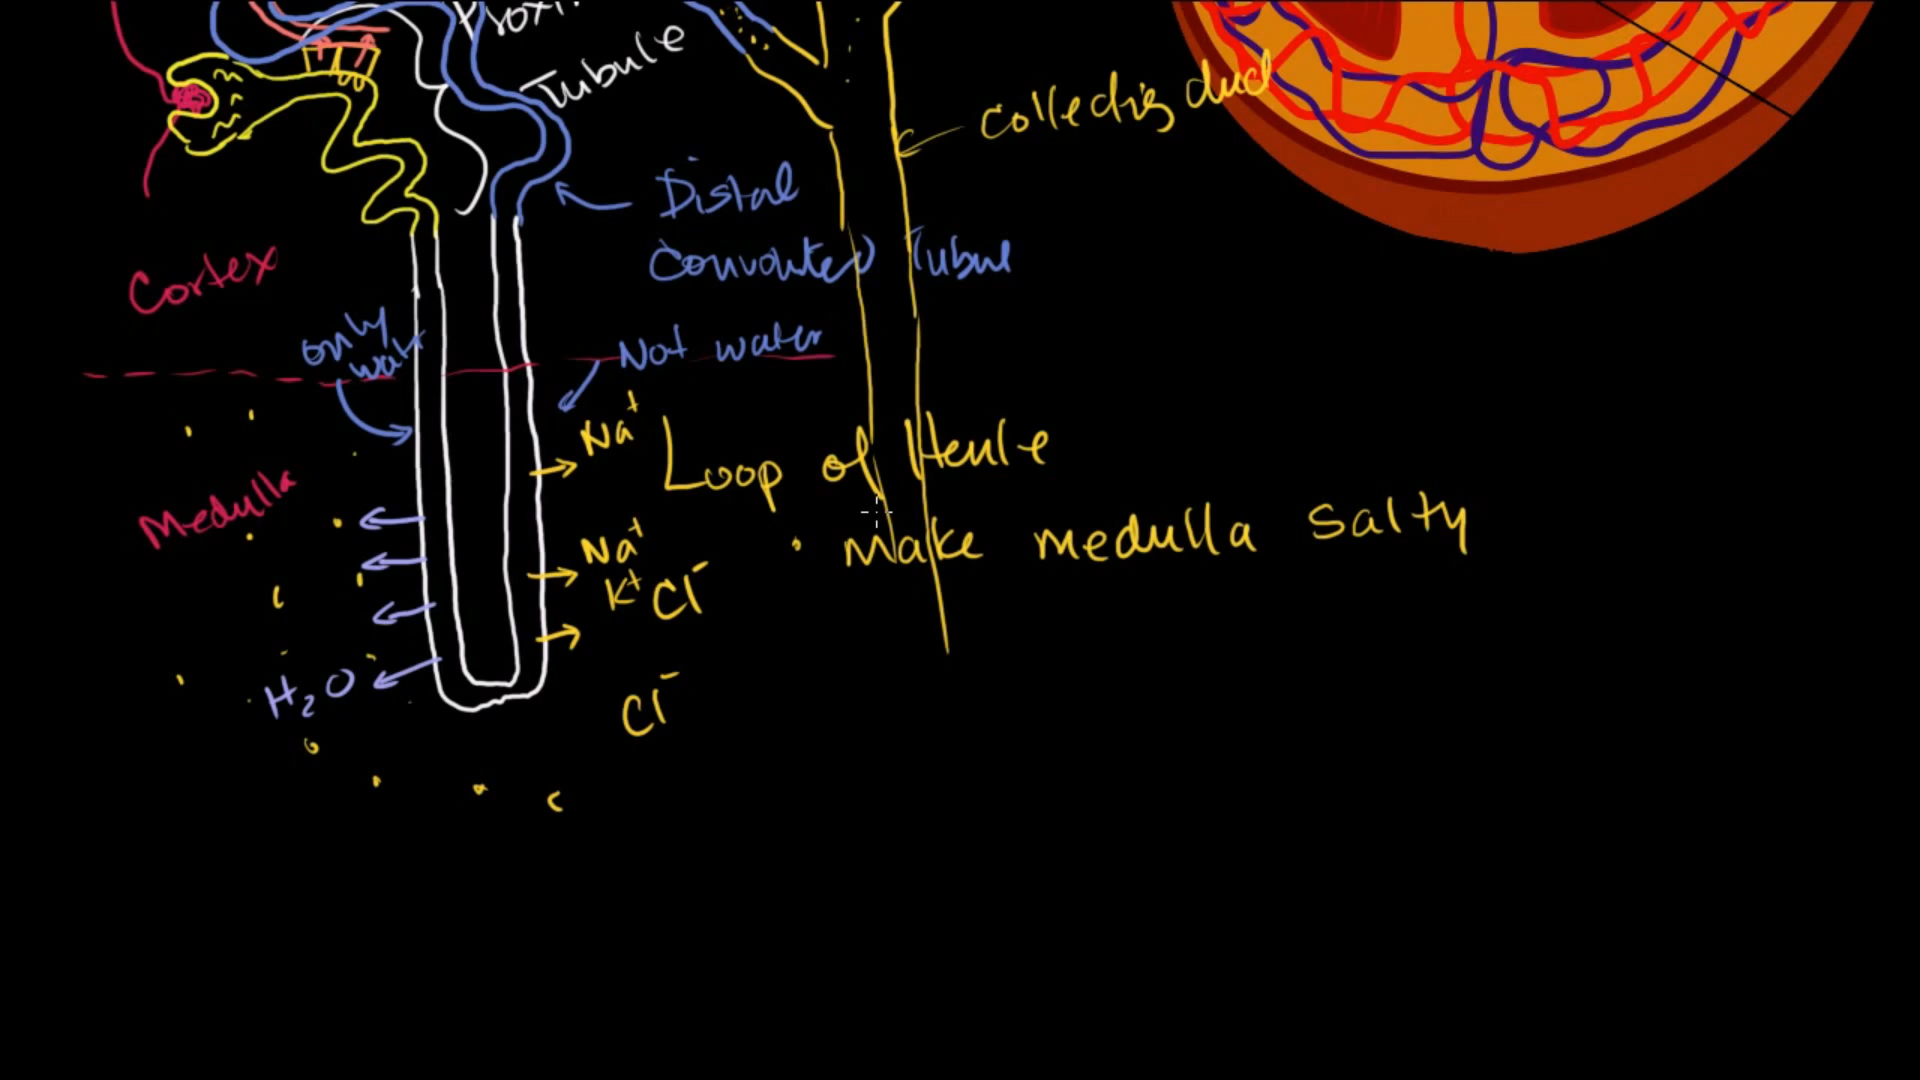 Tubule
collecting duct
Distal
Convoluted Tubule
Cortex
only
water
Not water
Na+
Loop of Henle
Medulla
Make medulla salty
Na+
K+ Cl-
H2O
Cl-